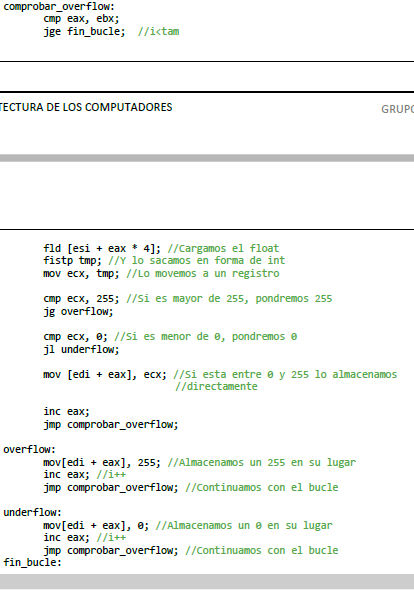 comprobar_overflow:
cmp eax, ebx;
jge fin_bucle; //i<tam
TECTURA DE LOS COMPUTADORES
GRUPO
fld [esi + eax * 4]; //Cargamos el float
fistp tmp; //Y lo sacamos en forma de int
mov ecx, tmp; //Lo movemos a un registro
cmp ecx, 255; //Si es mayor de 255, pondremos 255
jg overflow;
cmp ecx, 0; //Si es menor de 0, pondremos 0
jl underflow;
mov [edi + eax], ecx; //Si esta entre 0 y 255 lo almacenamos
//directamente
inc eax;
jmp comprobar_overflow;
overflow:
mov[edi + eax], 255; //Almacenamos un 255 en su lugar
inc eax; //i++
jmp comprobar_overflow; //Continuamos con el bucle
underflow:
mov[edi + eax], 0; //Almacenamos un 0 en su lugar
inc eax; //i++
jmp comprobar_overflow; //Continuamos con el bucle
fin_bucle: